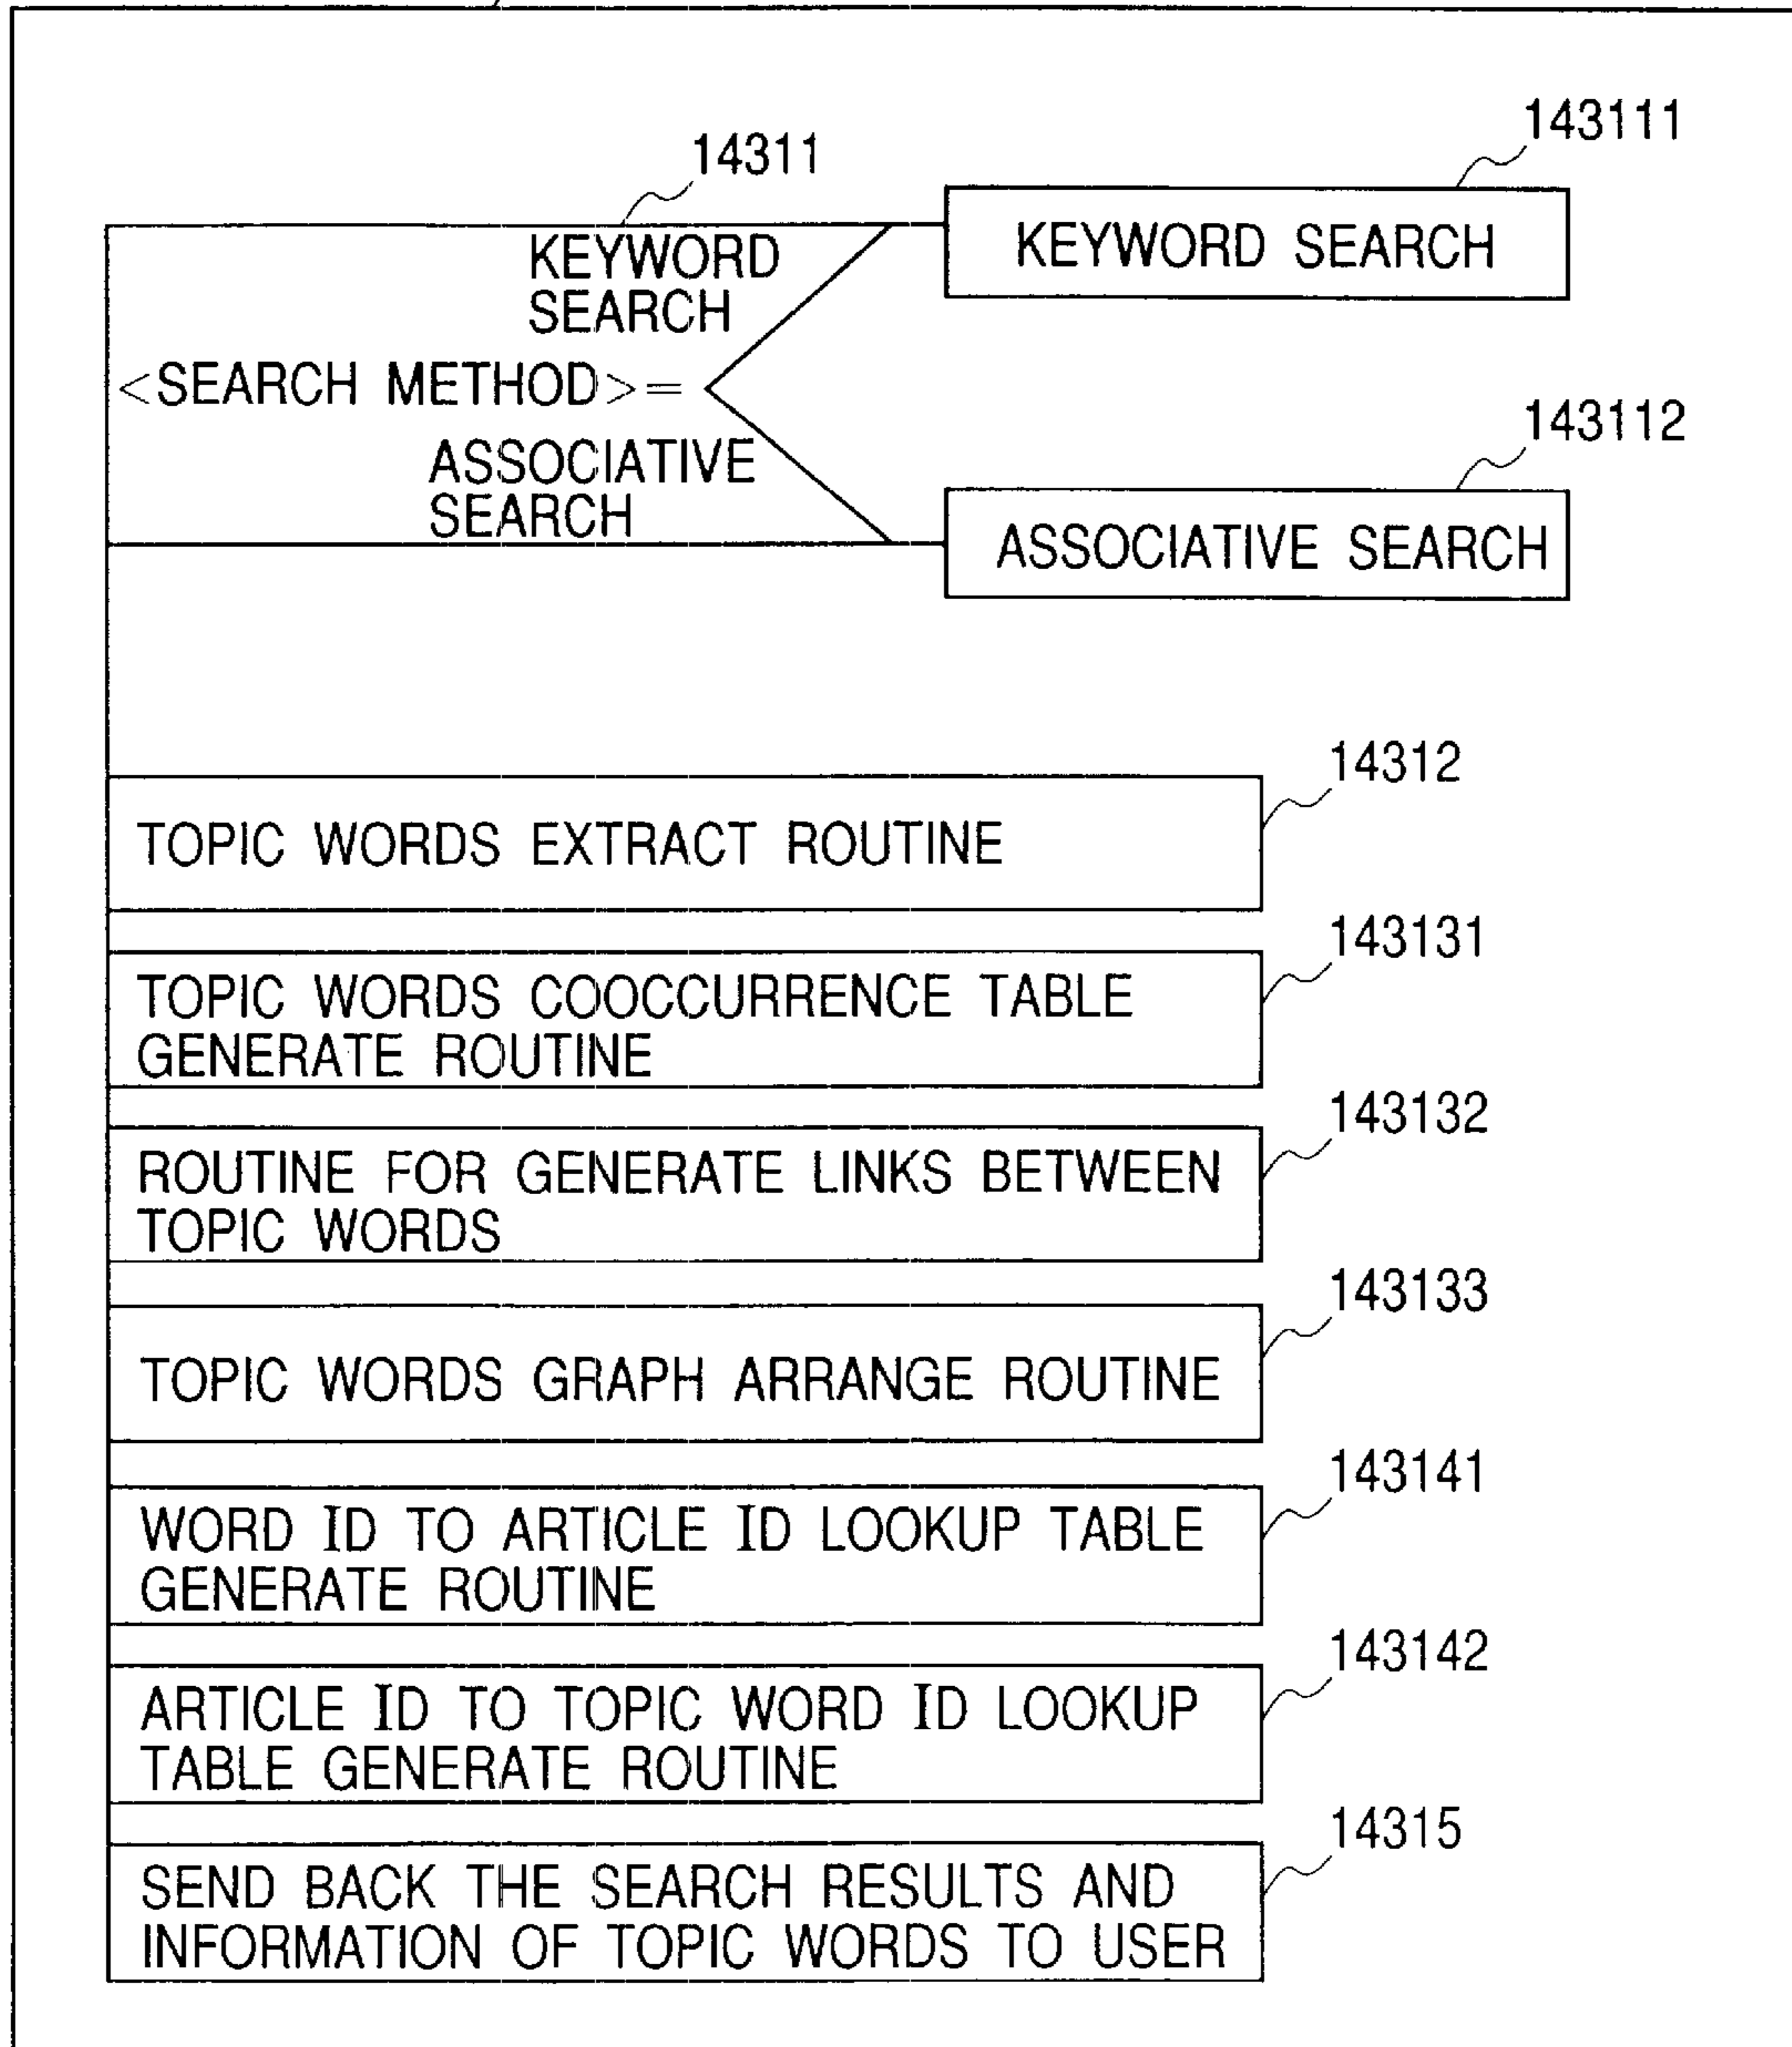 143111
14311
KEYWORD SEARCH
KEYWORD
SEARCH
<SEARCH METHOD>=
143112
ASSOCIATIVE
SEARCH
ASSOCIATIVE SEARCH
14312
TOPIC WORDS EXTRACT ROUTINE
143131
TOPIC WORDS COOCCURRENCE TABLE
GENERATE ROUTINE
143132
ROUTINE FOR GENERATE LINKS BETWEEN
TOPIC WORDS
143133
TOPIC WORDS GRAPH ARRANGE ROUTINE
143141
WORD ID TO ARTICLE ID LOOKUP TABLE
GENERATE ROUTINE
143142
ARTICLE ID TO TOPIC WORD ID LOOKUP
TABLE GENERATE ROUTINE
14315
SEND BACK THE SEARCH RESULTS AND
INFORMATION OF TOPIC WORDS TO USER